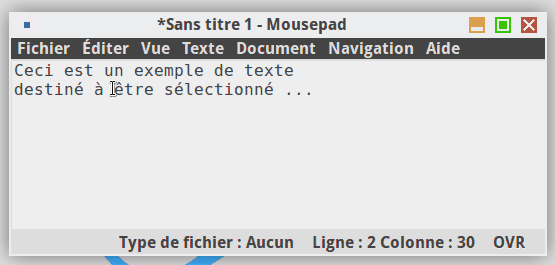 *Sans titre 1 - Mousepad
Fichier Éditer Vue Texte Document Navigation Aide
Ceci est un exemple de texte
destiné à être sélectionné ...
Type de fichier : Aucun Ligne : 2 Colonne : 30 OVR